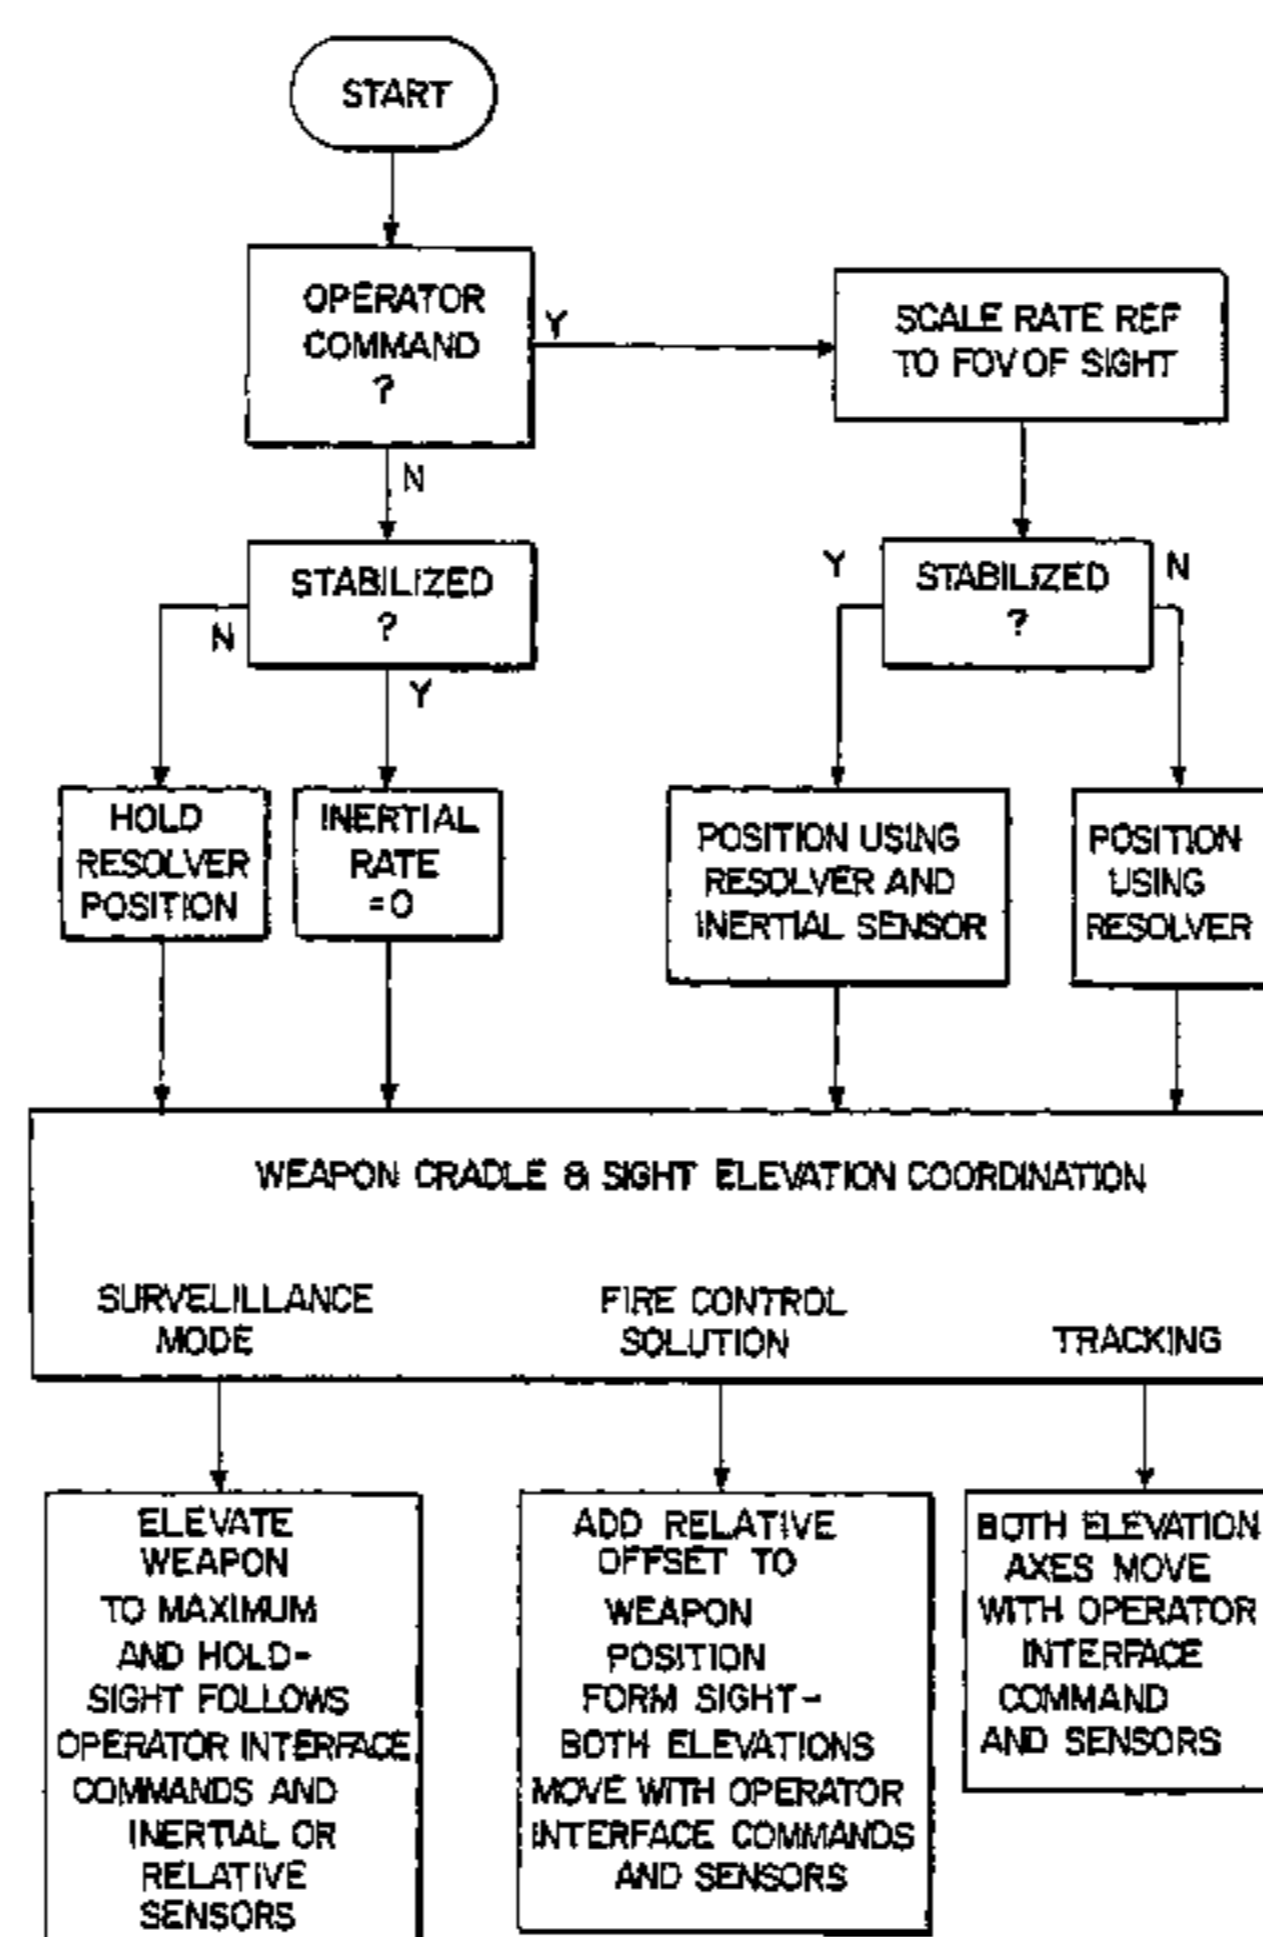 START
OPERATOR
COMMAND
?
Y
SCALE RATE REF
TO FOV OF SIGHT
N
STABILIZED
?
N
Y
Y
STABILIZED
?
N
HOLD
RESOLVER
POSITION
INERTIAL
RATE
=0
POSITION USING
RESOLVER AND
INERTIAL SENSOR
POSITION
USING
RESOLVER
WEAPON CRADLE & SIGHT ELEVATION COORDINATION
SURVELILLANCE
MODE
FIRE CONTROL
SOLUTION
TRACKING
ELEVATE
WEAPON
TO MAXIMUM
AND HOLD-
SIGHT FOLLOWS
OPERATOR INTERFACE
COMMANDS AND
INERTIAL OR
RELATIVE
SENSORS
ADD RELATIVE
OFFSET TO
WEAPON
POSITION
FORM SIGHT-
BOTH ELEVATIONS
MOVE WITH OPERATOR
INTERFACE COMMANDS
AND SENSORS
BOTH ELEVATION
AXES MOVE
WITH OPERATOR
INTERFACE
COMMAND
AND SENSORS